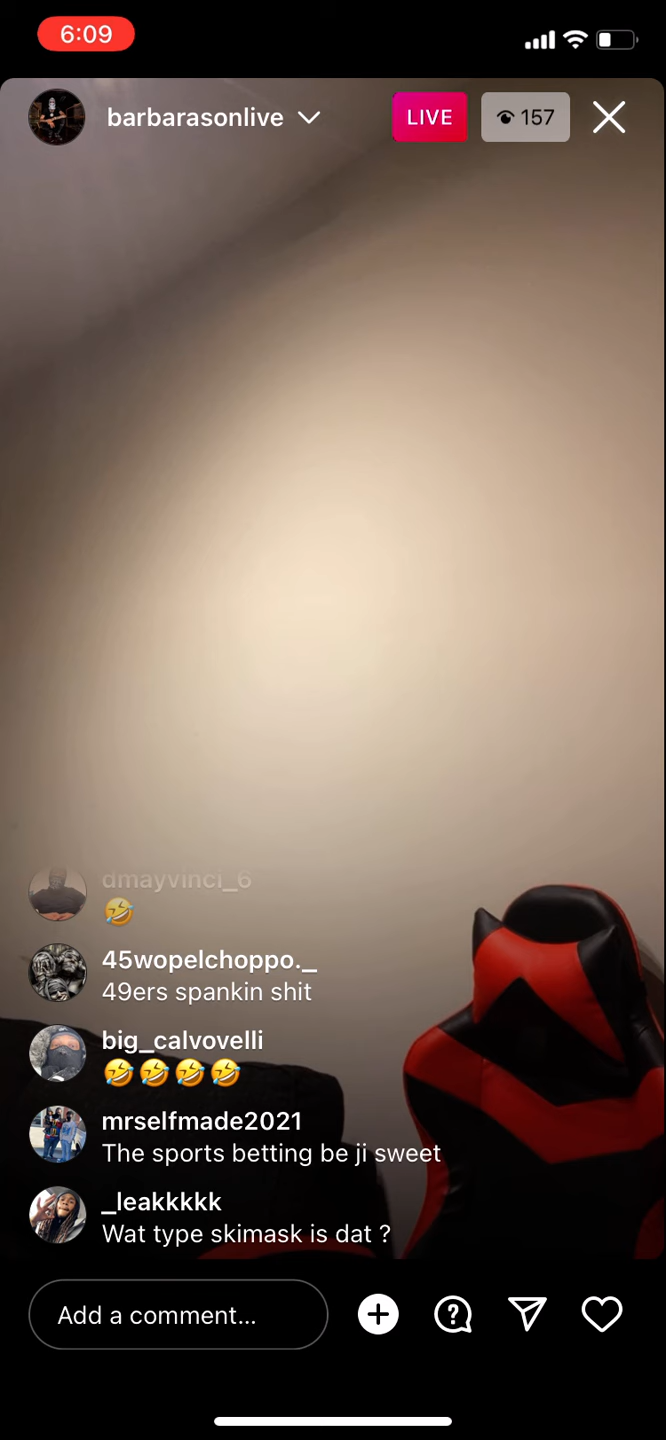 6:09
barbarasonlive
LIVE
157
dmayvinci_6
🤣
45wopelchoppo._
49ers spankin shit
big_calvovelli
🤣🤣🤣🤣
mrselfmade2021
The sports betting be ji sweet
_leakkkkk
Wat type skimask is dat ?
Add a comment...